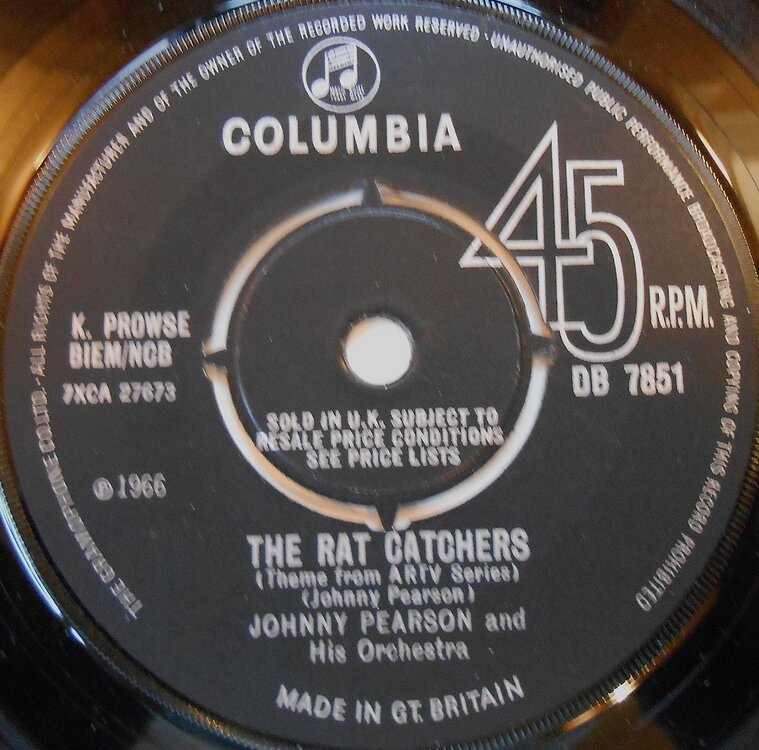 THE GRAMOPHONE CO. LTD. - ALL RIGHTS OF THE MANUFACTURER AND OF THE OWNER OF THE RECORDED WORK RESERVED · UNAUTHORISED PUBLIC PERFORMANCE BROADCASTING AND COPYING OF THIS RECORD PROHIBITED
COLUMBIA
45
R.P.M.
K. PROWSE
BIEM/NCB
7XCA 27673
DB 7851
SOLD IN U.K. SUBJECT TO
RESALE PRICE CONDITIONS
SEE PRICE LISTS
Ⓟ 1966
THE RAT CATCHERS
(Theme from ARTV Series)
(Johnny Pearson)
JOHNNY PEARSON and
His Orchestra
MADE IN GT. BRITAIN